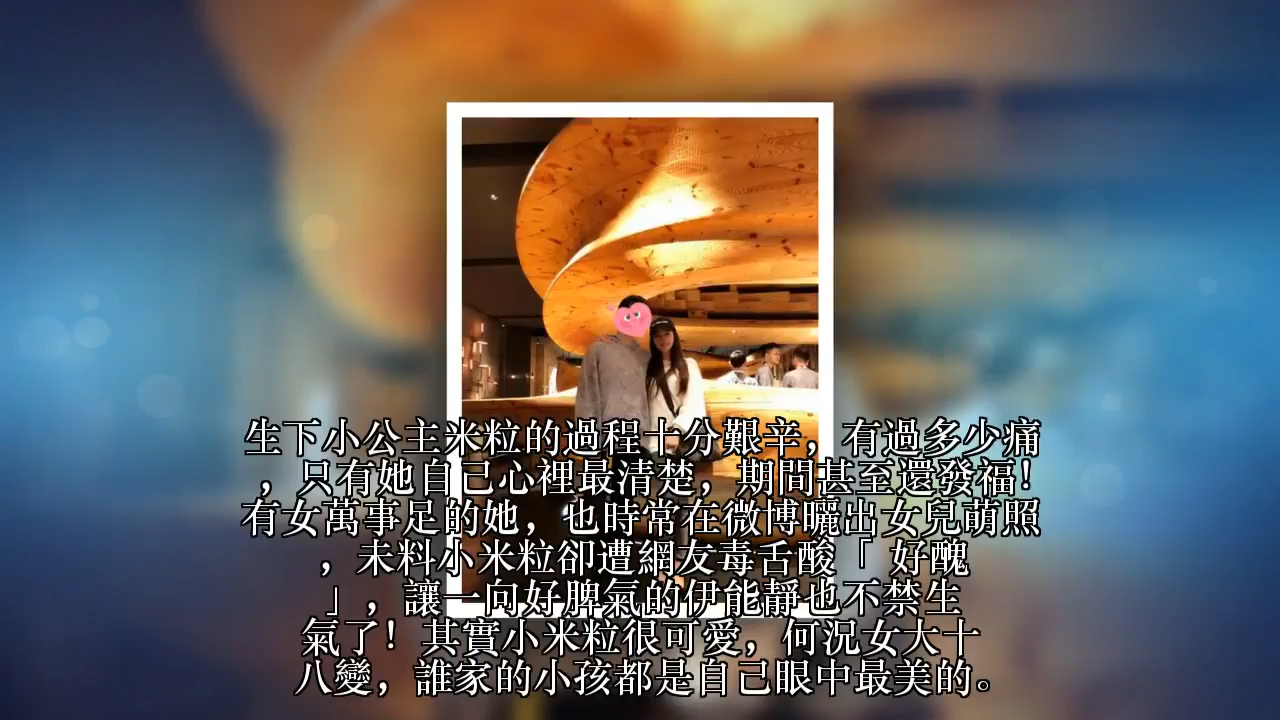 生下小公主米粒的過程十分艱辛，有過多少痛
，只有她自己心裡最清楚，期間甚至還發福！
有女萬事足的她，也時常在微博曬出女兒萌照
，未料小米粒卻遭網友毒舌酸「 好醜
」，讓一向好脾氣的伊能靜也不禁生
氣了！其實小米粒很可愛，何況女大十
八變，誰家的小孩都是自己眼中最美的。